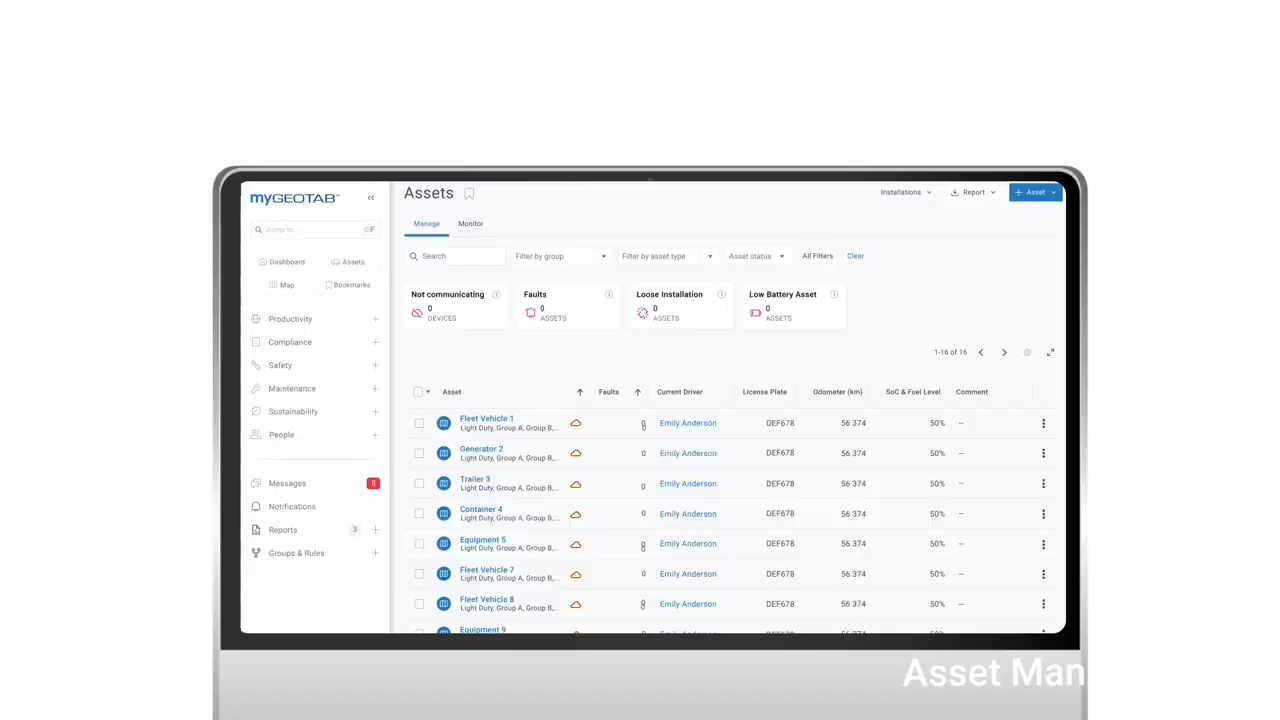 myGEOTAB™ «
Jump to... F
Dashboard Assets
Map Bookmarks
Productivity +
Compliance +
Safety +
Maintenance +
Sustainability +
People +
Messages 5
Notifications
Reports 3 +
Groups & Rules +
Assets
Installations Report + Asset
Manage Monitor
Search Filter by group Filter by asset type Asset status All Filters Clear
Not communicating
0
DEVICES
Faults
0
ASSETS
Loose Installation
0
ASSETS
Low Battery Asset
0
ASSETS
1-16 of 16
Asset Faults Current Driver License Plate Odometer (km) SoC & Fuel Level Comment
Fleet Vehicle 1
Light Duty, Group A, Group B,... Emily Anderson DEF678 56 374 50% --
Generator 2
Light Duty, Group A, Group B,... 0 Emily Anderson DEF678 56 374 50% --
Trailer 3
Light Duty, Group A, Group B,... 0 Emily Anderson DEF678 56 374 50% --
Container 4
Light Duty, Group A, Group B,... 0 Emily Anderson DEF678 56 374 50% --
Equipment 5
Light Duty, Group A, Group B,... Emily Anderson DEF678 56 374 50% --
Fleet Vehicle 7
Light Duty, Group A, Group B,... 0 Emily Anderson DEF678 56 374 50% --
Fleet Vehicle 8
Light Duty, Group A, Group B,... Emily Anderson DEF678 56 374 50% --
Equipment 9
Asset Man